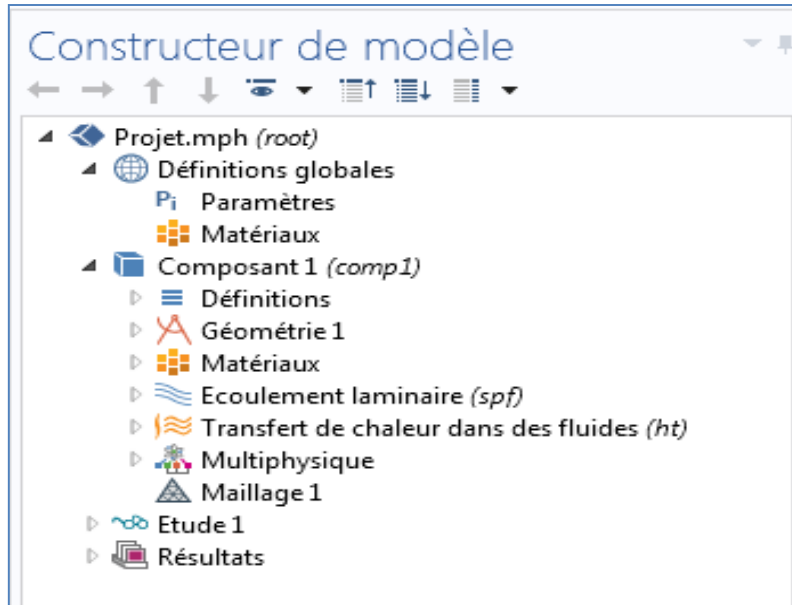 Constructeur de modèle
Projet.mph (root)
Définitions globales
Pi Paramètres
Matériaux
Composant 1 (comp1)
Définitions
Géométrie 1
Matériaux
Ecoulement laminaire (spf)
Transfert de chaleur dans des fluides (ht)
Multiphysique
Maillage 1
Etude 1
Résultats